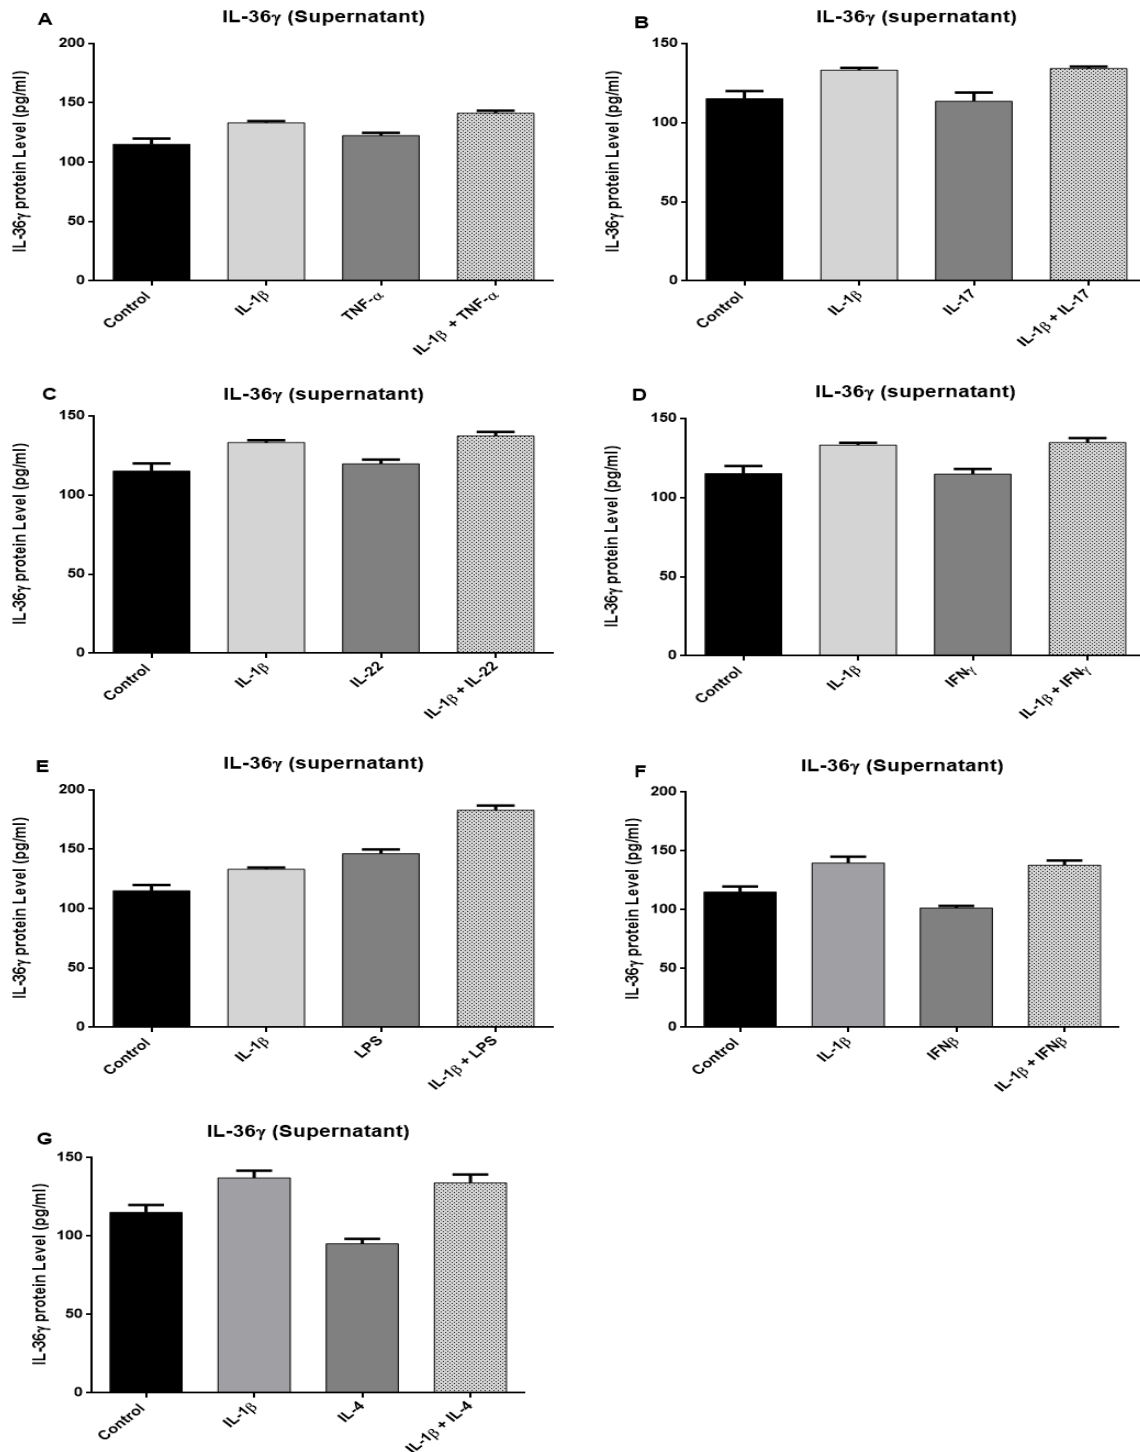 A
IL-36γ (Supernatant)
IL-36γ protein Level (pg/ml)
200
150
100
50
0
Control
IL-1β
TNF-α
IL-1β + TNF-α
B
IL-36γ (Supernatant)
IL-36γ protein Level (pg/ml)
150
100
50
0
Control
IL-1β
IL-17
IL-1β + IL-17
C
IL-36γ (supernatant)
IL-36γ protein Level (pg/ml)
150
100
50
0
Control
IL-1β
IL-22
IL-1β + IL-22
D
IL-36γ (supernatant)
IL-36γ protein Level (pg/ml)
150
100
50
0
Control
IL-1β
IFNγ
IL-1β + IFNγ
E
IL-36γ (supernatant)
IL-36γ protein Level (pg/ml)
200
150
100
50
0
Control
IL-1β
LPS
IL-1β + LPS
F
IL-36γ (Supernatant)
IL-36γ protein Level (pg/ml)
200
150
100
50
0
Control
IL-1β
IFNβ
IL-1β + IFNβ
G
IL-36γ (Supernatant)
IL-36γ protein Level (pg/ml)
150
100
50
0
Control
IL-1β
IL-4
IL-1β + IL-4